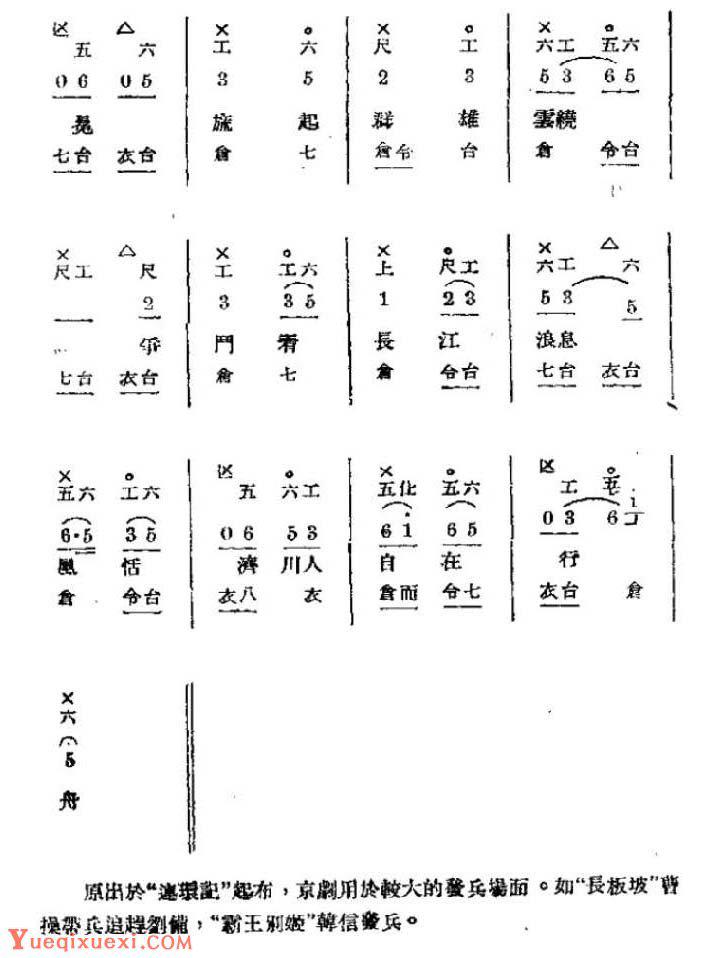 区 △ × ○ × ○ × ○
五 六 工 六 尺 工 六工 五六
0 6 0 5 3 5 2 3 5 3 6 5
冕 旒 起 群 雄 雲繞
七台 衣台 倉 七 倉令 台 倉 令台
× △ × ○ × ○ × △
尺工 尺 工 工六 上 尺工 六工 六
2 3 3 5 1 2 3 5 3 5
爭 鬥 看 長 江 浪息
七台 衣台 倉 七 倉 令台 七台 衣台
× ○ 区 ○ × ○ 区 ○
五六 工六 五 六工 五仩 五六 工 五
6·5 3 5 0 6 5 3 6 1 6 5 0 3 6 i
風 恬 濟 川人 自 在 行
倉 令台 衣八 衣 倉而 令七 衣台 倉
×
六
5
舟
原出於“連環記”起布，京劇用於較大的發兵場面。如“長板坡”曹
操帶兵追趕劉備，“霸王別姬”韓信發兵。
Yueqixuexi.com